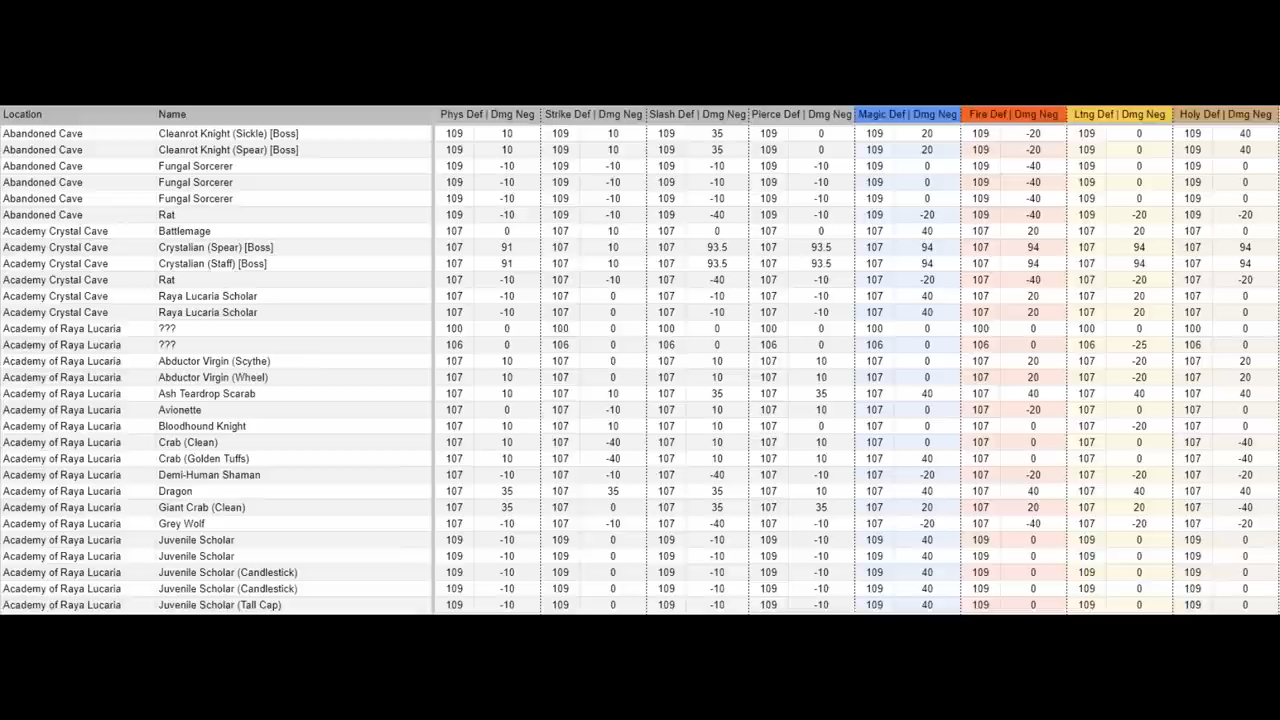 Location Name Phys Def | Dmg Neg Strike Def | Dmg Neg Slash Def | Dmg Neg Pierce Def | Dmg Neg Magic Def | Dmg Neg Fire Def | Dmg Neg Ltng Def | Dmg Neg Holy Def | Dmg Neg
Abandoned Cave Cleanrot Knight (Sickle) [Boss] 109 10 109 10 109 35 109 0 109 20 109 -20 109 0 109 40
Abandoned Cave Cleanrot Knight (Spear) [Boss] 109 10 109 10 109 35 109 0 109 20 109 -20 109 0 109 40
Abandoned Cave Fungal Sorcerer 109 -10 109 -10 109 -10 109 -10 109 0 109 -40 109 0 109 0
Abandoned Cave Fungal Sorcerer 109 -10 109 -10 109 -10 109 -10 109 0 109 -40 109 0 109 0
Abandoned Cave Fungal Sorcerer 109 -10 109 -10 109 -10 109 -10 109 0 109 -40 109 0 109 0
Abandoned Cave Rat 109 -10 109 -10 109 -40 109 -10 109 -20 109 -40 109 -20 109 -20
Academy Crystal Cave Battlemage 107 0 107 10 107 0 107 0 107 40 107 20 107 20 107 0
Academy Crystal Cave Crystalian (Spear) [Boss] 107 91 107 10 107 93.5 107 93.5 107 94 107 94 107 94 107 94
Academy Crystal Cave Crystalian (Staff) [Boss] 107 91 107 10 107 93.5 107 93.5 107 94 107 94 107 94 107 94
Academy Crystal Cave Rat 107 -10 107 -10 107 -40 107 -10 107 -20 107 -40 107 -20 107 -20
Academy Crystal Cave Raya Lucaria Scholar 107 -10 107 0 107 -10 107 -10 107 40 107 20 107 20 107 0
Academy Crystal Cave Raya Lucaria Scholar 107 -10 107 0 107 -10 107 -10 107 40 107 20 107 20 107 0
Academy of Raya Lucaria ??? 100 0 100 0 100 0 100 0 100 0 100 0 100 0 100 0
Academy of Raya Lucaria ??? 106 0 106 0 106 0 106 0 106 0 106 0 106 -25 106 0
Academy of Raya Lucaria Abductor Virgin (Scythe) 107 10 107 0 107 10 107 10 107 0 107 20 107 -20 107 20
Academy of Raya Lucaria Abductor Virgin (Wheel) 107 10 107 0 107 10 107 10 107 0 107 20 107 -20 107 20
Academy of Raya Lucaria Ash Teardrop Scarab 107 10 107 10 107 35 107 35 107 40 107 40 107 40 107 40
Academy of Raya Lucaria Avionette 107 0 107 -10 107 10 107 10 107 0 107 -20 107 0 107 0
Academy of Raya Lucaria Bloodhound Knight 107 10 107 10 107 10 107 0 107 0 107 0 107 -20 107 0
Academy of Raya Lucaria Crab (Clean) 107 10 107 -40 107 10 107 10 107 0 107 0 107 0 107 -40
Academy of Raya Lucaria Crab (Golden Tuffs) 107 10 107 -40 107 10 107 10 107 40 107 0 107 0 107 -40
Academy of Raya Lucaria Demi-Human Shaman 107 -10 107 -10 107 -40 107 -10 107 -20 107 -20 107 -20 107 -20
Academy of Raya Lucaria Dragon 107 35 107 35 107 35 107 10 107 40 107 40 107 40 107 40
Academy of Raya Lucaria Giant Crab (Clean) 107 35 107 0 107 35 107 35 107 20 107 20 107 20 107 -40
Academy of Raya Lucaria Grey Wolf 107 -10 107 -10 107 -40 107 -10 107 -20 107 -40 107 -20 107 -20
Academy of Raya Lucaria Juvenile Scholar 109 -10 109 0 109 -10 109 -10 109 40 109 0 109 0 109 0
Academy of Raya Lucaria Juvenile Scholar 109 -10 109 0 109 -10 109 -10 109 40 109 0 109 0 109 0
Academy of Raya Lucaria Juvenile Scholar (Candlestick) 109 -10 109 0 109 -10 109 -10 109 40 109 0 109 0 109 0
Academy of Raya Lucaria Juvenile Scholar (Candlestick) 109 -10 109 0 109 -10 109 -10 109 40 109 0 109 0 109 0
Academy of Raya Lucaria Juvenile Scholar (Tall Cap) 109 -10 109 0 109 -10 109 -10 109 40 109 0 109 0 109 0